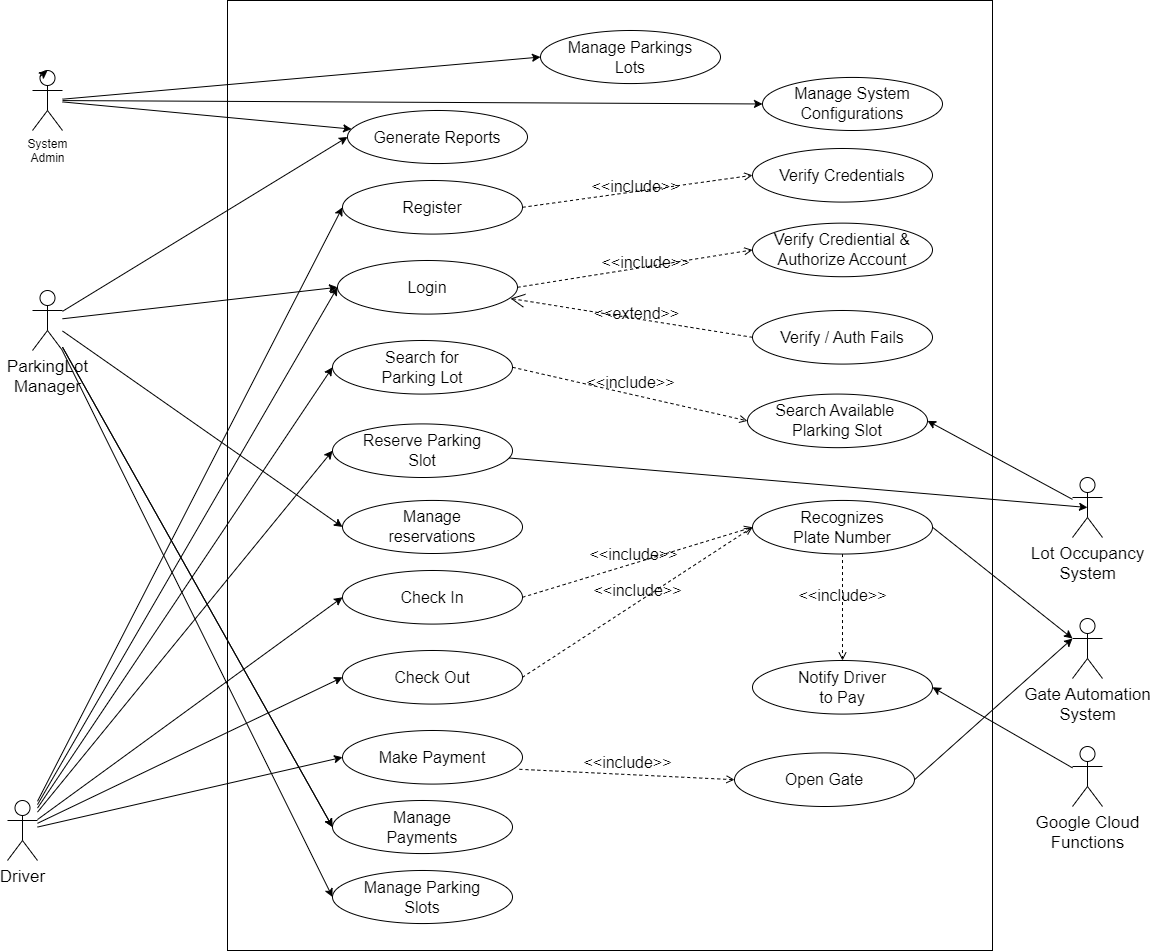 Manage Parkings
Lots
Manage System
Configurations
System
Admin
Generate Reports
Verify Credentials
<<include>>
Register
Verify Crediential &
Authorize Account
<<include>>
Login
<<extend>>
Verify / Auth Fails
ParkingLot
Manager
Search for
Parking Lot
<<include>>
Search Available
Plarking Slot
Reserve Parking
Slot
Manage
reservations
Recognizes
Plate Number
Lot Occupancy
System
<<include>>
<<include>>
<<include>>
Check In
Check Out
Notify Driver
to Pay
Gate Automation
System
Make Payment
<<include>>
Open Gate
Google Cloud
Functions
Manage
Payments
Driver
Manage Parking
Slots